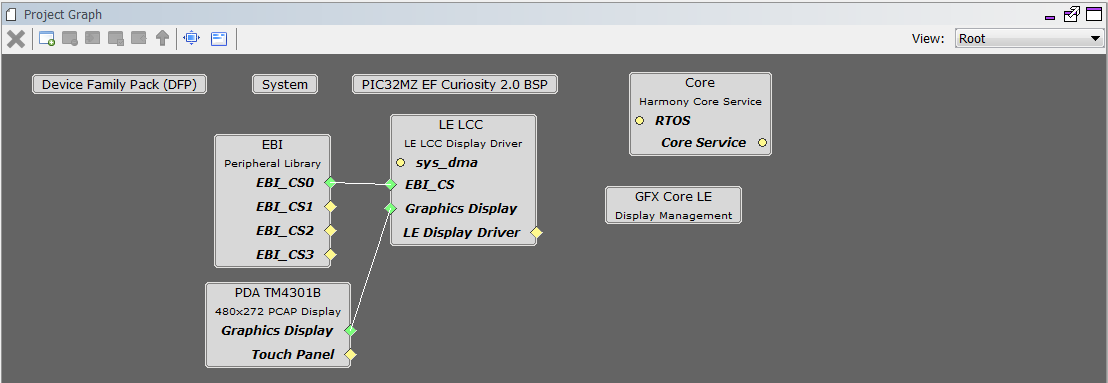 Project Graph
View:
Root
Device Family Pack (DFP)
System
PIC32MZ EF Curiosity 2.0 BSP
Core
Harmony Core Service
RTOS
Core Service
EBI
Peripheral Library
EBI_CS0
EBI_CS1
EBI_CS2
EBI_CS3
LE LCC
LE LCC Display Driver
sys_dma
EBI_CS
Graphics Display
LE Display Driver
GFX Core LE
Display Management
PDA TM4301B
480x272 PCAP Display
Graphics Display
Touch Panel